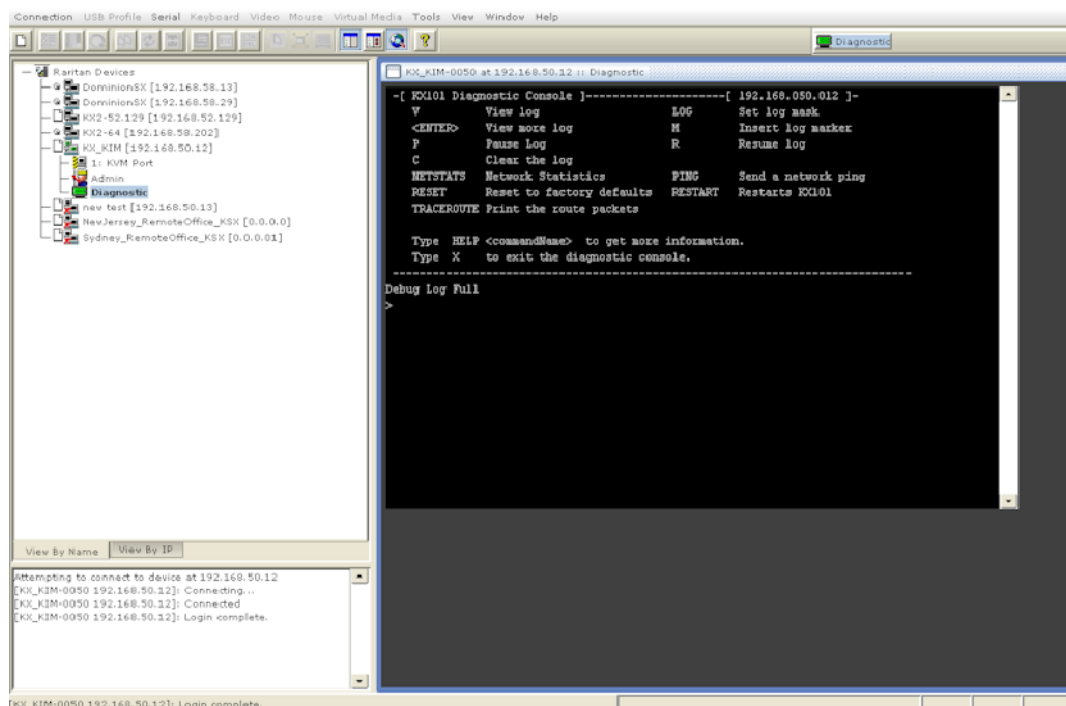 Connection USB Profile Serial Keyboard Video Mouse Virtual Media Tools View Window Help
Diagnostic
Raritan Devices
DominionSX [192.168.58.13]
DominionSX [192.168.58.29]
KX2-52.129 [192.168.52.129]
KX2-64 [192.168.58.202]
KX_KIM [192.168.50.12]
1: KVM Port
Admin
Diagnostic
new test [192.168.50.13]
NewJersey_RemoteOffice_KSX [0.0.0.0]
Sydney_RemoteOffice_KSX [0.0.0.01]
View By Name View By IP
Attempting to connect to device at 192.168.50.12
[KX_KIM-0050 192.168.50.12]: Connecting...
[KX_KIM-0050 192.168.50.12]: Connected
[KX_KIM-0050 192.168.50.12]: Login complete.
KX_KIM-0050 at 192.168.50.12 :: Diagnostic
-[ KX101 Diagnostic Console ]----------------------[ 192.168.050.012 ]-
V View log LOG Set log mask
<ENTER> View more log M Insert log marker
P Pause Log R Resume log
C Clear the log
NETSTATS Network Statistics PING Send a network ping
RESET Reset to factory defaults RESTART Restarts KX101
TRACEROUTE Print the route packets
Type HELP <commandName> to get more information.
Type X to exit the diagnostic console.
--------------------------------------------------------------------------------
Debug Log Full
>
[KX_KIM-0050 192.168.50.12]: Login complete.